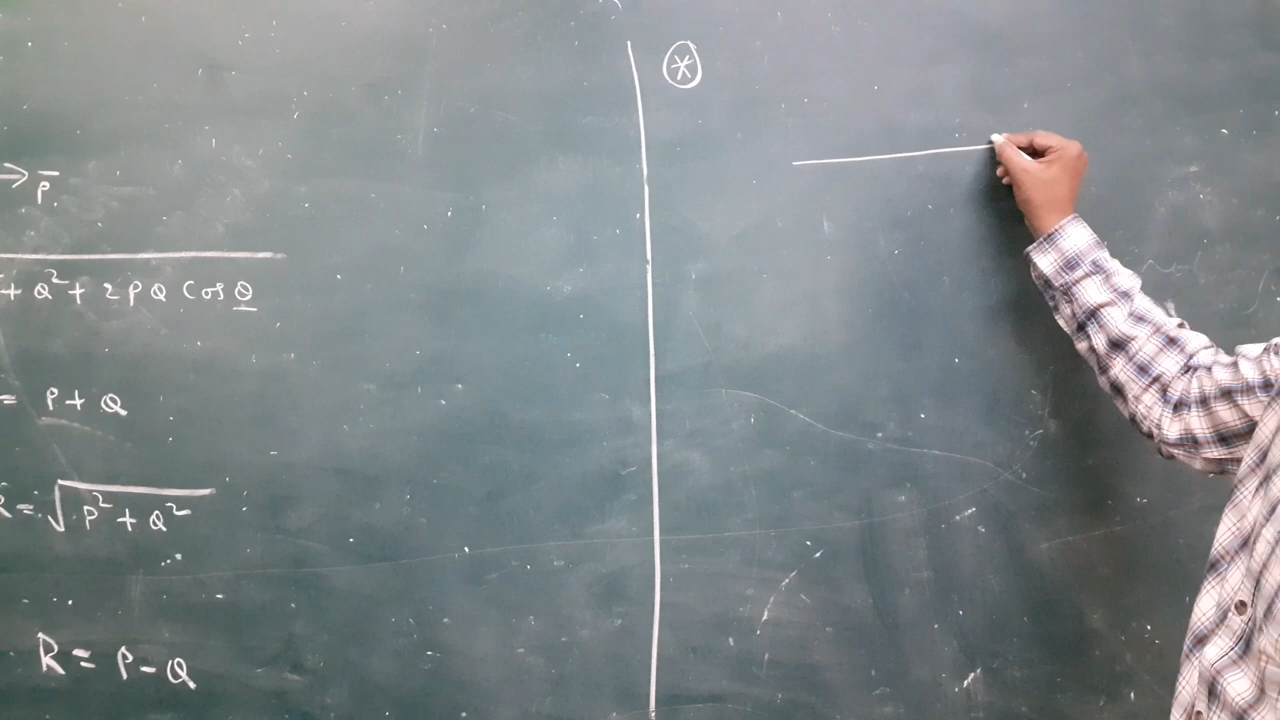 → P̄
+ Q² + 2PQ Cos θ
= P + Q
R = √P² + Q²
R = P - Q
(*)